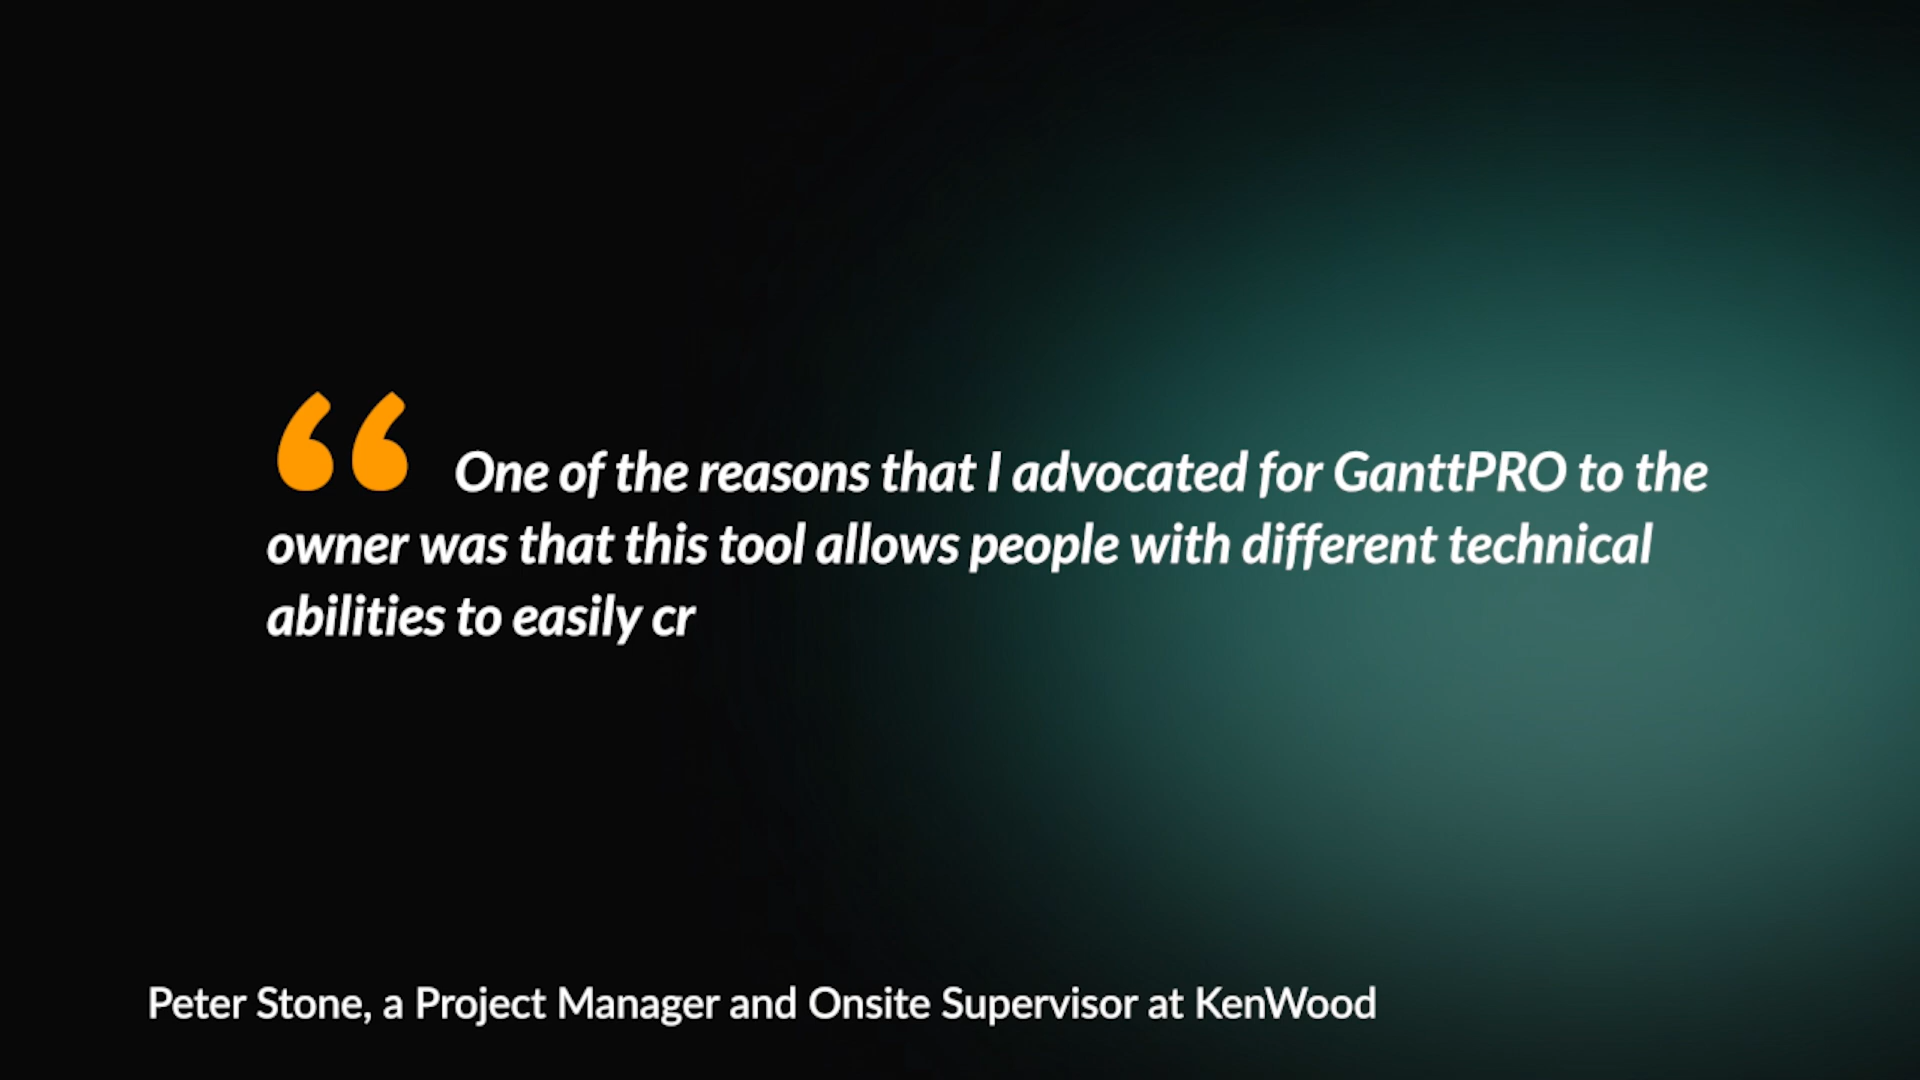 “ One of the reasons that I advocated for GanttPRO to the
owner was that this tool allows people with different technical
abilities to easily cr
Peter Stone, a Project Manager and Onsite Supervisor at KenWood